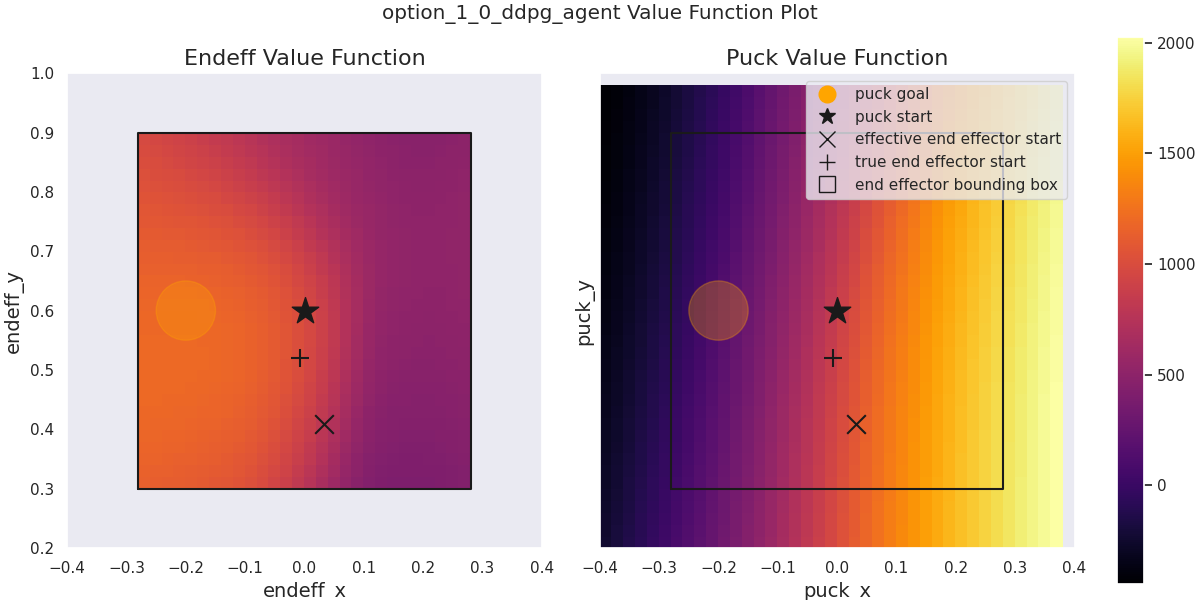 option_1_0_ddpg_agent Value Function Plot
Endeff Value Function
1.0
0.9
0.8
0.7
0.6
0.5
0.4
0.3
0.2
endeff_y
−0.4 −0.3 −0.2 −0.1 0.0 0.1 0.2 0.3 0.4
endeff_x
Puck Value Function
puck goal
puck start
effective end effector start
true end effector start
end effector bounding box
puck_y
−0.4 −0.3 −0.2 −0.1 0.0 0.1 0.2 0.3 0.4
puck_x
2000
1500
1000
500
0